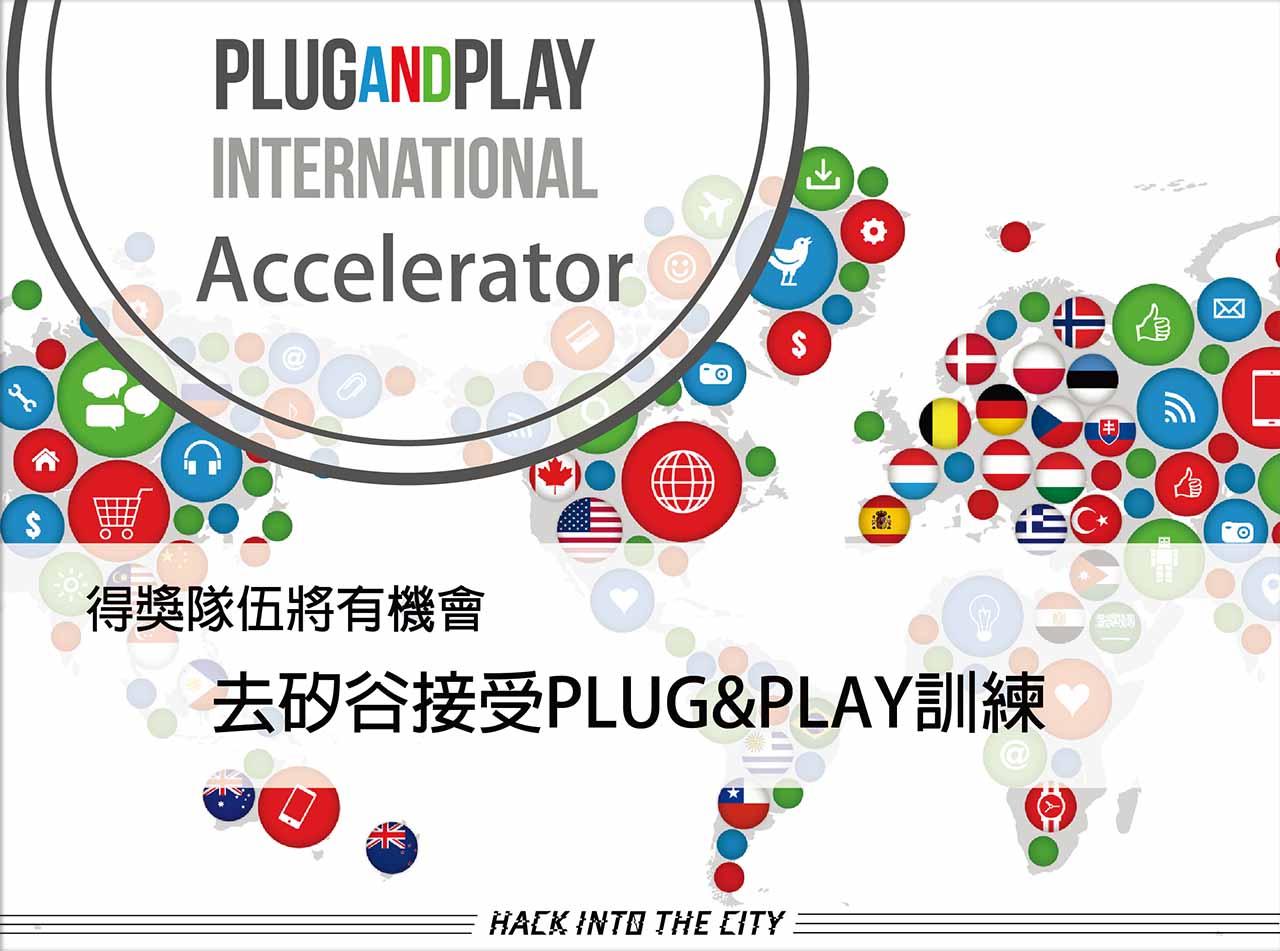 PLUGANDPLAY
INTERNATIONAL
Accelerator
得獎隊伍將有機會
去矽谷接受PLUG&PLAY訓練
HACK INTO THE CITY